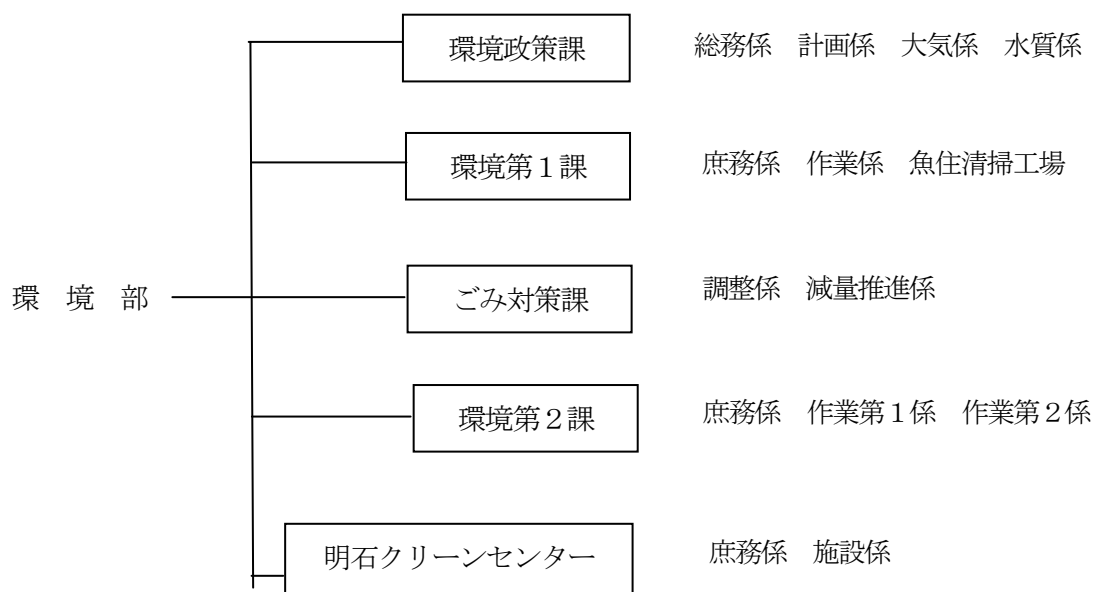 環境政策課　総務係　計画係　大気係　水質係
環境第１課　庶務係　作業係　魚住清掃工場
環　境　部　ごみ対策課　調整係　減量推進係
環境第２課　庶務係　作業第１係　作業第２係
明石クリーンセンター　庶務係　施設係